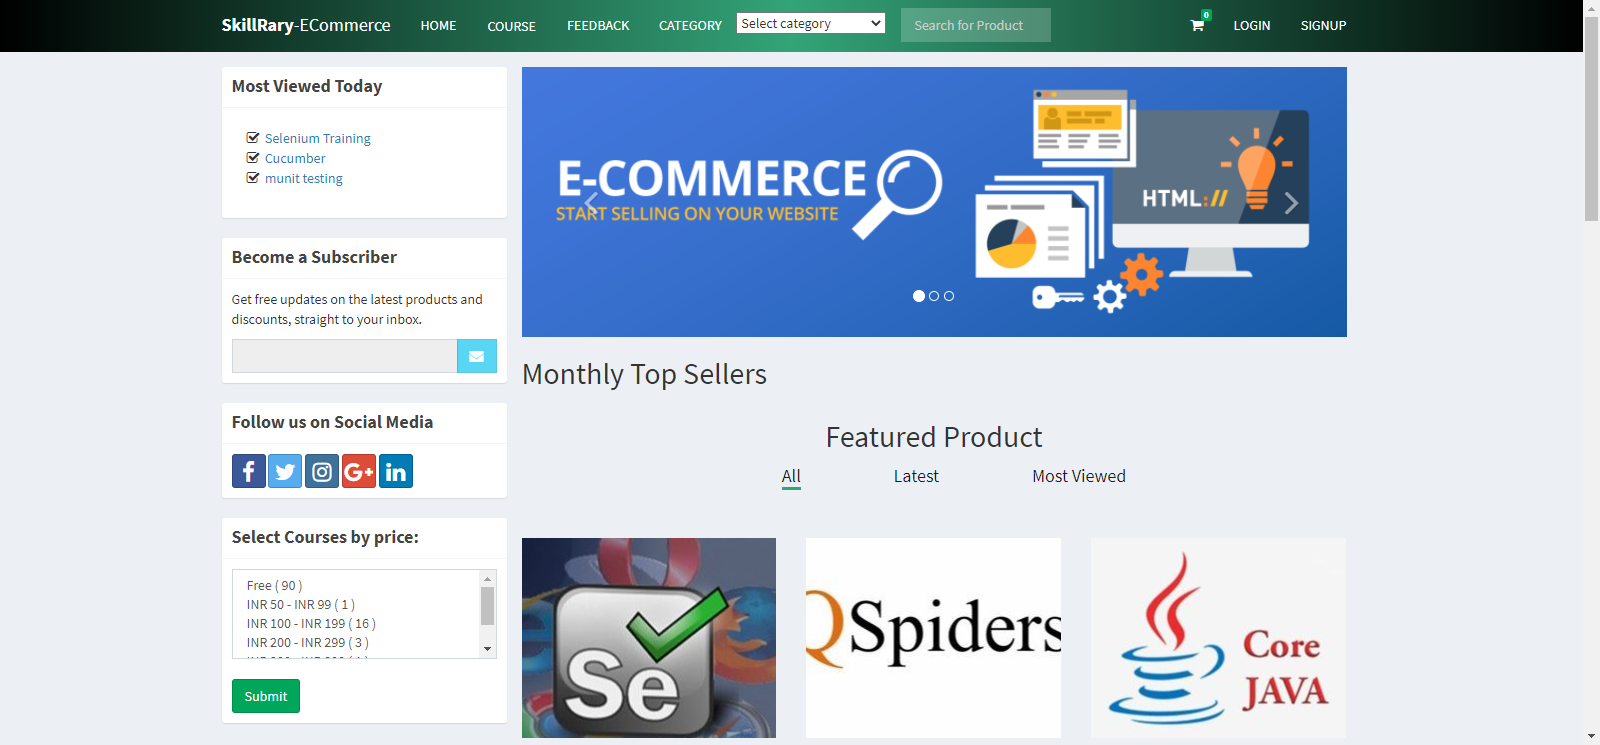 SkillRary-ECommerce HOME COURSE FEEDBACK CATEGORY Select category Search for Product 0 LOGIN SIGNUP
Most Viewed Today
Selenium Training
Cucumber
munit testing
Become a Subscriber
Get free updates on the latest products and
discounts, straight to your inbox.
Follow us on Social Media
f G+ in
Select Courses by price:
Free ( 90 )
INR 50 - INR 99 ( 1 )
INR 100 - INR 199 ( 16 )
INR 200 - INR 299 ( 3 )
Submit
E-COMMERCE
START SELLING ON YOUR WEBSITE
HTML://
Monthly Top Sellers
Featured Product
All Latest Most Viewed
Se
QSpiders
Core
JAVA